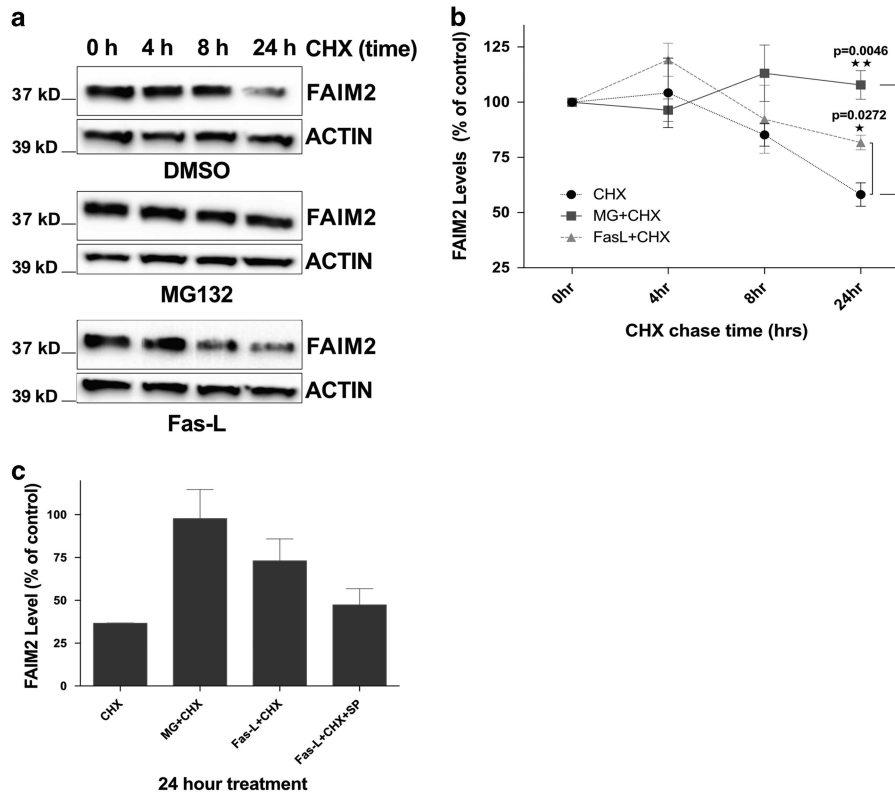 a
0 h 4 h 8 h 24 h CHX (time)
37 kD FAIM2
39 kD ACTIN
DMSO
37 kD FAIM2
39 kD ACTIN
MG132
37 kD FAIM2
39 kD ACTIN
Fas-L
b
FAIM2 Levels (% of control)
125
100
75
50
25
p=0.0046
★★
p=0.0272
★
CHX
MG+CHX
FasL+CHX
0hr 4hr 8hr 24hr
CHX chase time (hrs)
c
FAIM2 Level (% of control)
100
75
50
25
0
CHX MG+CHX Fas-L+CHX Fas-L+CHX+SP
24 hour treatment